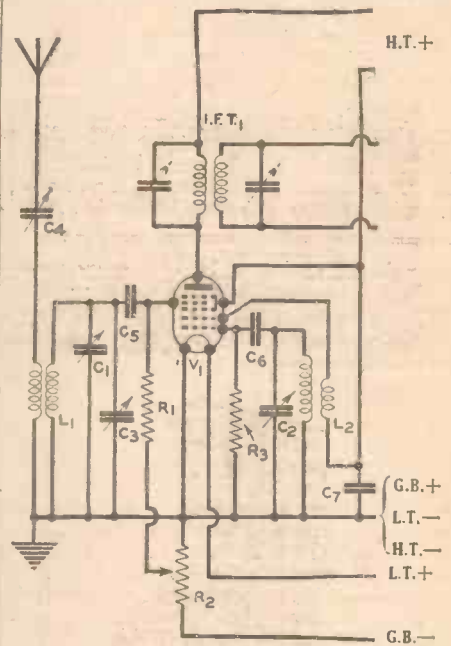 H.T.+
I.F.T.1
C4
C5
C6
C1
V1
L1
C3
R1
C2
L2
R3
C7
G.B.+
L.T.−
H.T.−
L.T.+
R2
G.B.−